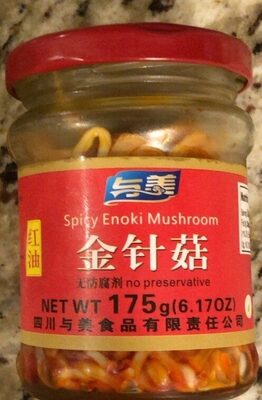 与美
Spicy Enoki Mushroom
红油
金针菇
无防腐剂 no preservative
NET WT 175g(6.17OZ)
四川与美食品有限责任公司